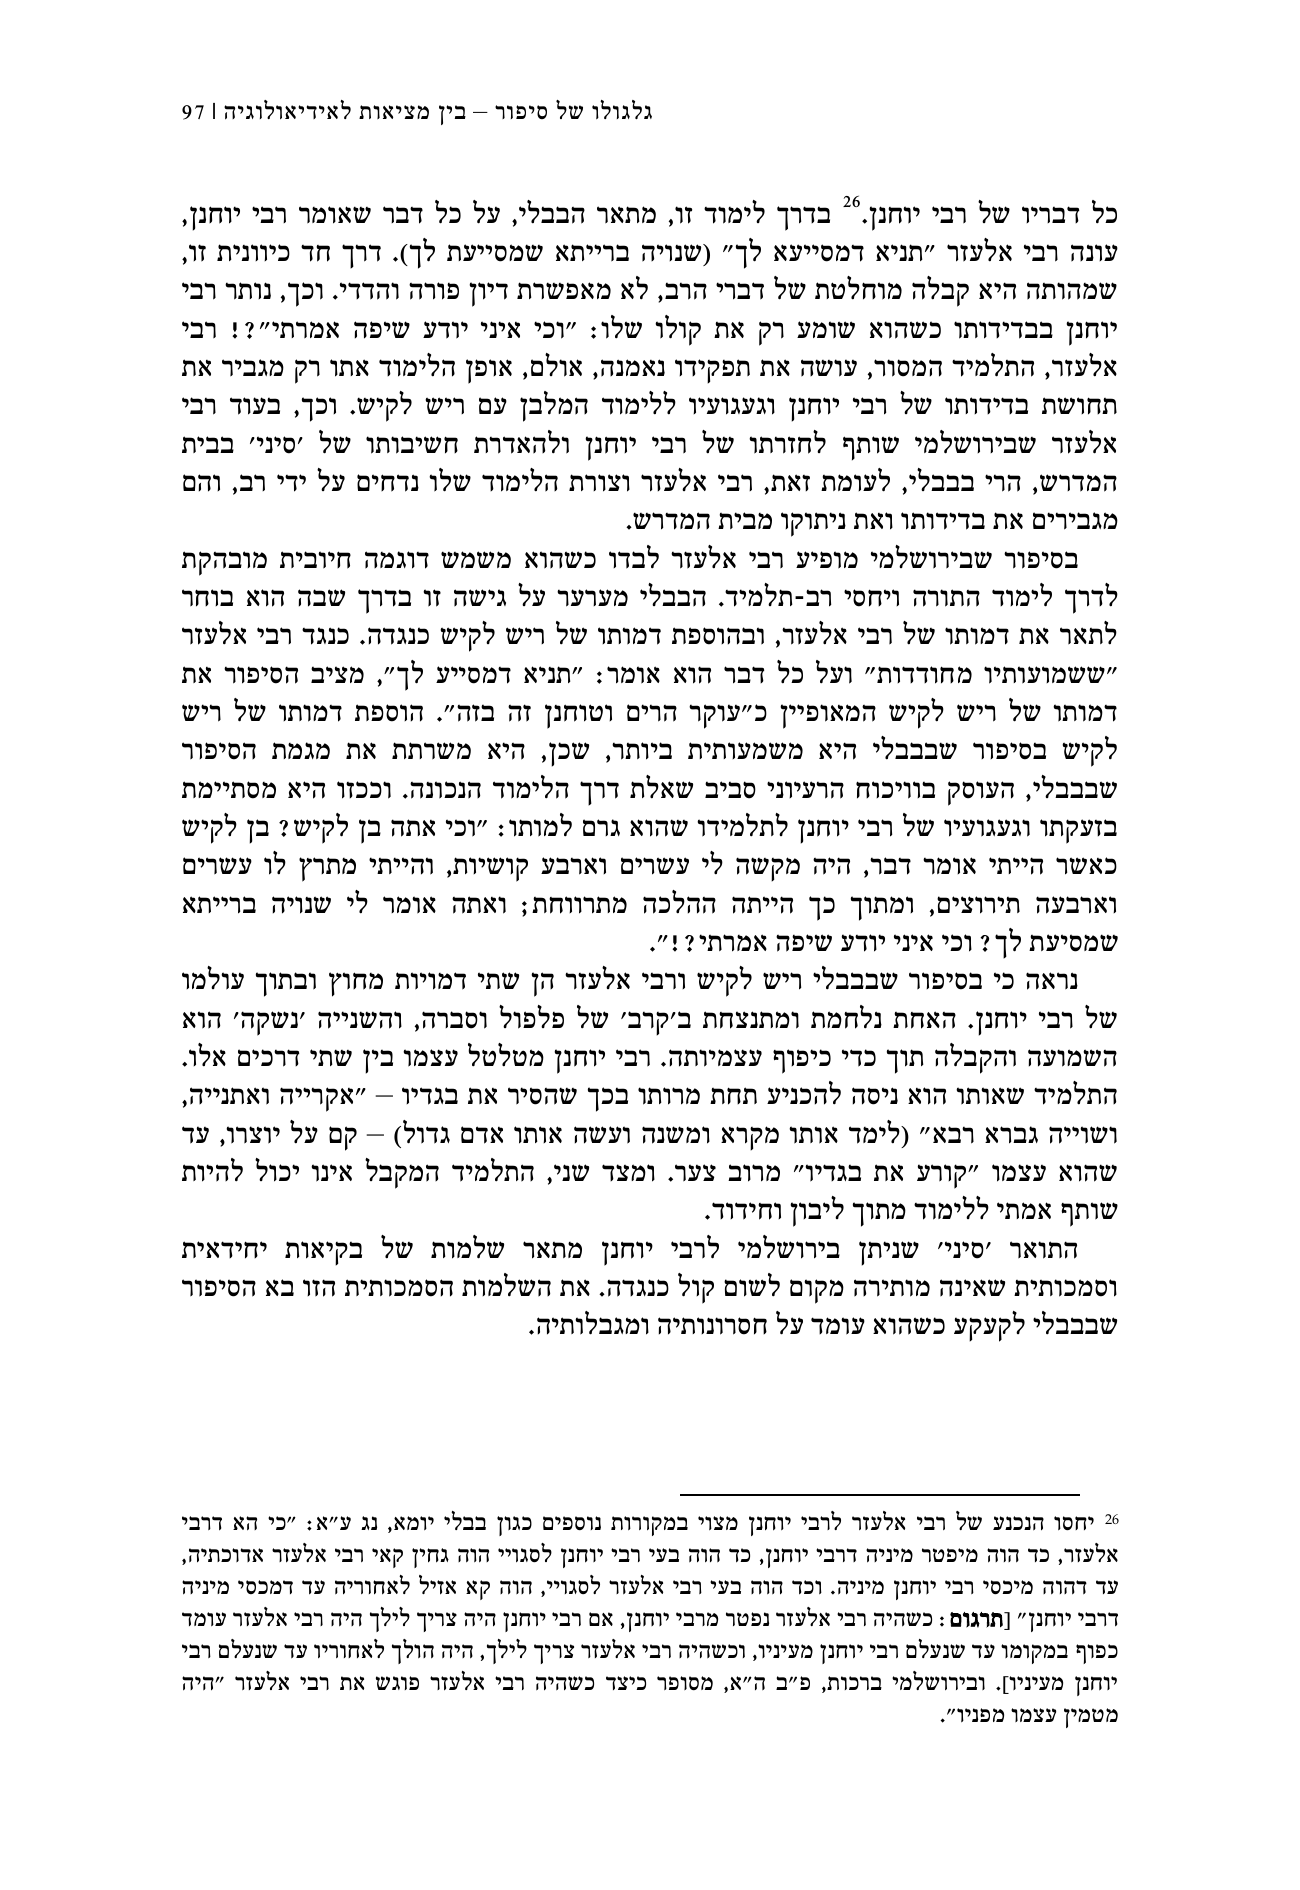 גלגולו של סיפור – בין מציאות לאידיאולוגיה | 97
כל דבריו של רבי יוחנן.26 בדרך לימוד זו, מתאר הבבלי, על כל דבר שאומר רבי יוחנן,
עונה רבי אלעזר ״תניא דמסייעא לך״ (שנויה ברייתא שמסייעת לך). דרך חד כיוונית זו,
שמהותה היא קבלה מוחלטת של דברי הרב, לא מאפשרת דיון פורה והדדי. וכך, נותר רבי
יוחנן בבדידותו כשהוא שומע רק את קולו שלו: ״וכי איני יודע שיפה אמרתי״?! רבי
אלעזר, התלמיד המסור, עושה את תפקידו נאמנה, אולם, אופן הלימוד אתו רק מגביר את
תחושת בדידותו של רבי יוחנן וגעגועיו ללימוד המלבן עם ריש לקיש. וכך, בעוד רבי
אלעזר שבירושלמי שותף לחזרתו של רבי יוחנן ולהאדרת חשיבותו של ׳סיני׳ בבית
המדרש, הרי בבבלי, לעומת זאת, רבי אלעזר וצורת הלימוד שלו נדחים על ידי רב, והם
מגבירים את בדידותו ואת ניתוקו מבית המדרש.
בסיפור שבירושלמי מופיע רבי אלעזר לבדו כשהוא משמש דוגמה חיובית מובהקת
לדרך לימוד התורה ויחסי רב-תלמיד. הבבלי מערער על גישה זו בדרך שבה הוא בוחר
לתאר את דמותו של רבי אלעזר, ובהוספת דמותו של ריש לקיש כנגדה. כנגד רבי אלעזר
״ששמועותיו מחודדות״ ועל כל דבר הוא אומר: ״תניא דמסייע לך״, מציב הסיפור את
דמותו של ריש לקיש המאופיין כ״עוקר הרים וטוחנן זה בזה״. הוספת דמותו של ריש
לקיש בסיפור שבבבלי היא משמעותית ביותר, שכן, היא משרתת את מגמת הסיפור
שבבבלי, העוסק בוויכוח הרעיוני סביב שאלת דרך הלימוד הנכונה. וככזו היא מסתיימת
בזעקתו וגעגועיו של רבי יוחנן לתלמידו שהוא גרם למותו: ״וכי אתה בן לקיש? בן לקיש
כאשר הייתי אומר דבר, היה מקשה לי עשרים וארבע קושיות, והייתי מתרץ לו עשרים
וארבעה תירוצים, ומתוך כך הייתה ההלכה מתרווחת; ואתה אומר לי שנויה ברייתא
שמסיעת לך? וכי איני יודע שיפה אמרתי?!״.
נראה כי בסיפור שבבבלי ריש לקיש ורבי אלעזר הן שתי דמויות מחוץ ובתוך עולמו
של רבי יוחנן. האחת נלחמת ומתנצחת ב׳קרב׳ של פלפול וסברה, והשנייה ׳נשקה׳ הוא
השמועה והקבלה תוך כדי כיפוף עצמיותה. רבי יוחנן מטלטל עצמו בין שתי דרכים אלו.
התלמיד שאותו הוא ניסה להכניע תחת מרותו בכך שהסיר את בגדיו – ״אקרייה ואתנייה,
ושוייה גברא רבא״ (לימד אותו מקרא ומשנה ועשה אותו אדם גדול) – קם על יוצרו, עד
שהוא עצמו ״קורע את בגדיו״ מרוב צער. ומצד שני, התלמיד המקבל אינו יכול להיות
שותף אמתי ללימוד מתוך ליבון וחידוד.
התואר ׳סיני׳ שניתן בירושלמי לרבי יוחנן מתאר שלמות של בקיאות יחידאית
וסמכותית שאינה מותירה מקום לשום קול כנגדה. את השלמות הסמכותית הזו בא הסיפור
שבבבלי לקעקע כשהוא עומד על חסרונותיה ומגבלותיה.
26 יחסו הנכנע של רבי אלעזר לרבי יוחנן מצוי במקורות נוספים כגון בבלי יומא, נג ע״א: ״כי הא דרבי
אלעזר, כד הוה מיפטר מיניה דרבי יוחנן, כד הוה בעי רבי יוחנן לסגויי הוה גחין קאי רבי אלעזר אדוכתיה,
עד דהוה מיכסי רבי יוחנן מיניה. וכד הוה בעי רבי אלעזר לסגויי, הוה קא אזיל לאחוריה עד דמכסי מיניה
דרבי יוחנן״ [תרגום: כשהיה רבי אלעזר נפטר מרבי יוחנן, אם רבי יוחנן היה צריך לילך היה רבי אלעזר עומד
כפוף במקומו עד שנעלם רבי יוחנן מעיניו, וכשהיה רבי אלעזר צריך לילך, היה הולך לאחוריו עד שנעלם רבי
יוחנן מעיניו]. ובירושלמי ברכות, פ״ב ה״א, מסופר כיצד כשהיה רבי אלעזר פוגש את רבי אלעזר ״היה
מטמין עצמו מפניו״.